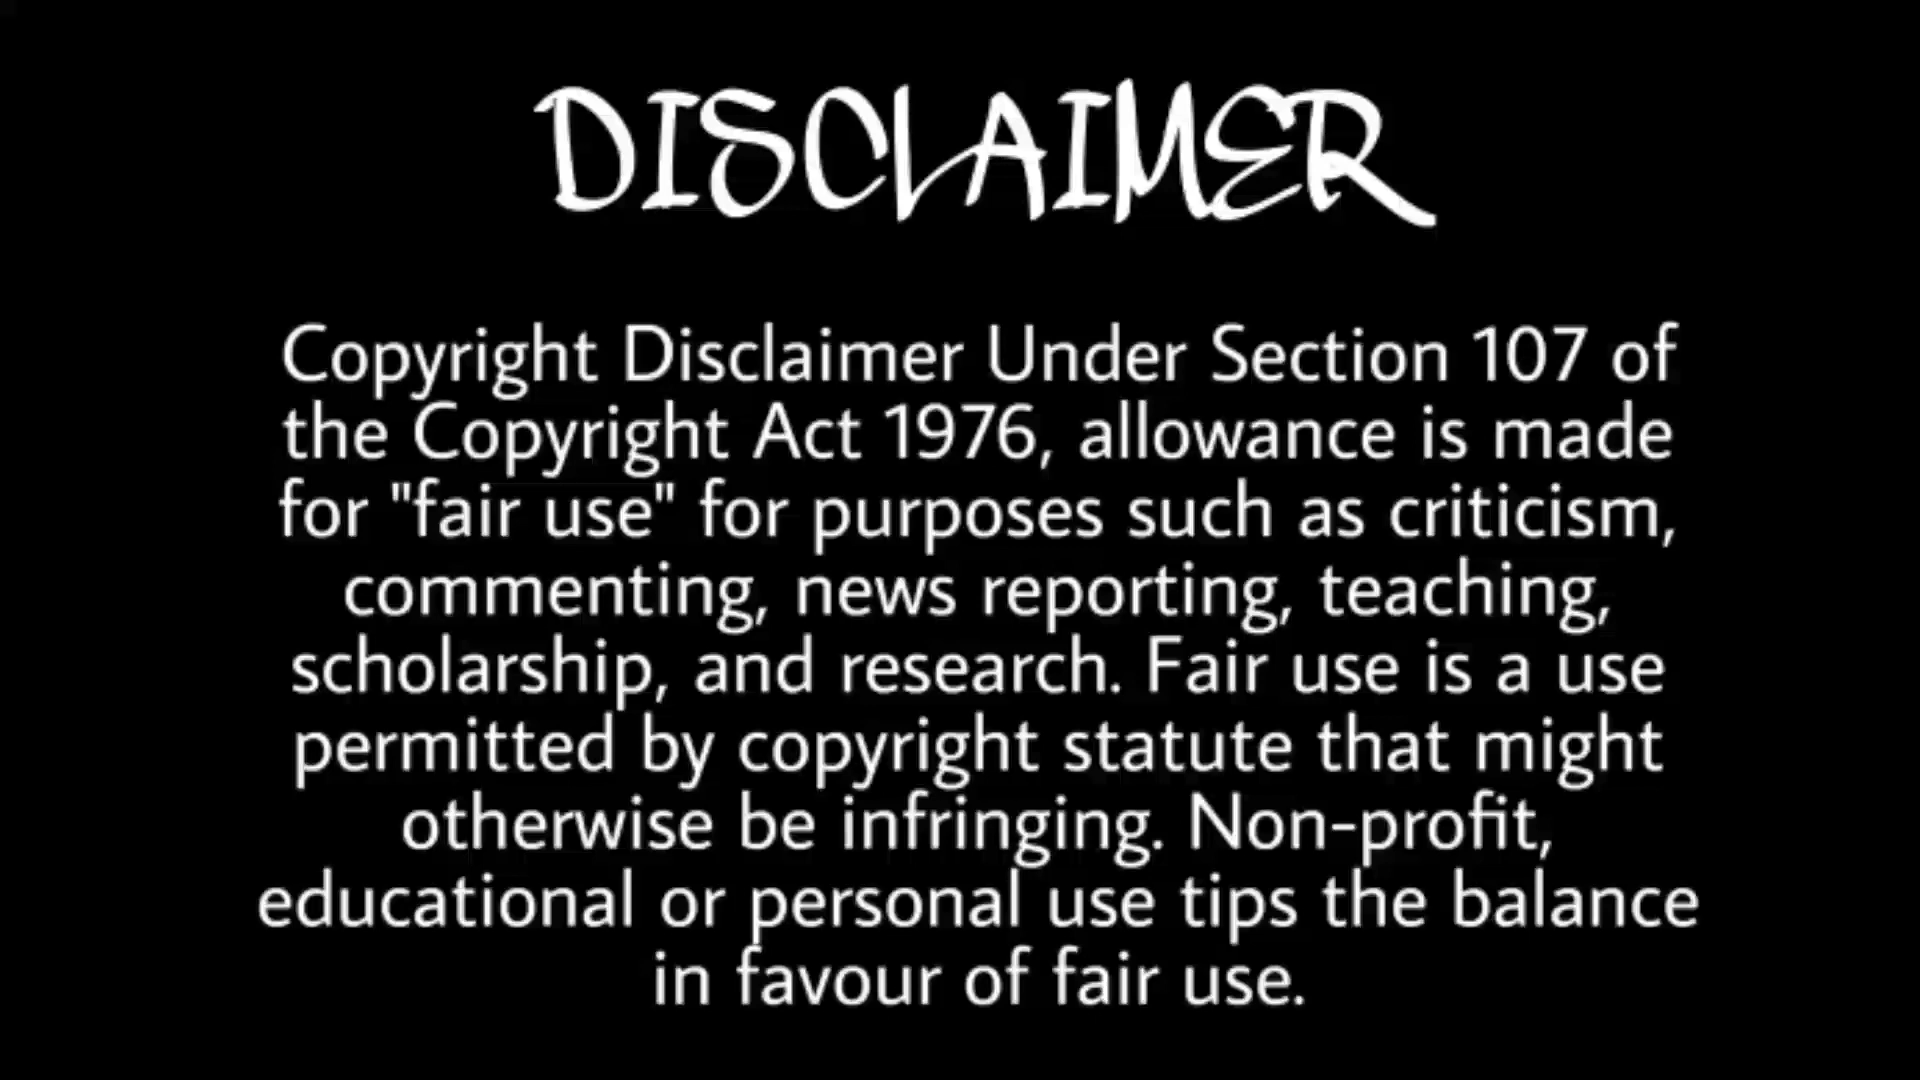 DISCLAIMER
Copyright Disclaimer Under Section 107 of
the Copyright Act 1976, allowance is made
for "fair use" for purposes such as criticism,
commenting, news reporting, teaching,
scholarship, and research. Fair use is a use
permitted by copyright statute that might
otherwise be infringing. Non-profit,
educational or personal use tips the balance
in favour of fair use.